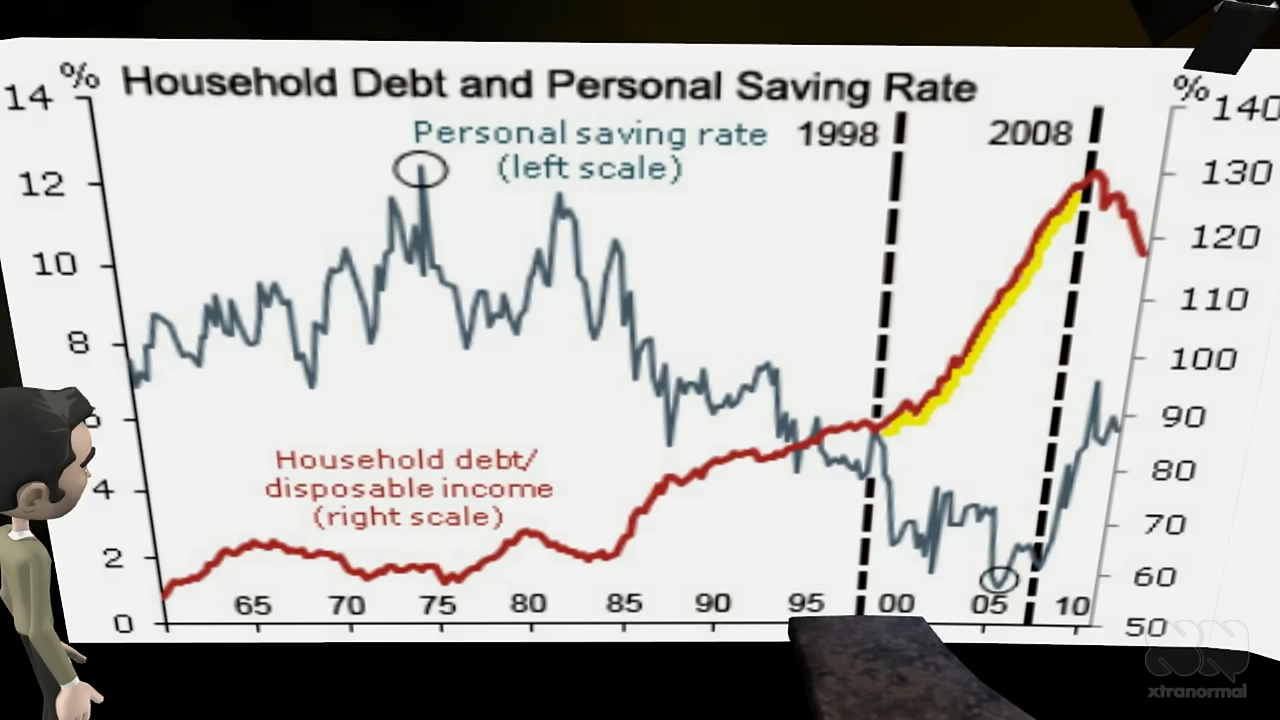 % Household Debt and Personal Saving Rate %
14 140
Personal saving rate 1998 2008
(left scale)
12 130
10 120
110
8 100
6 90
Household debt/
disposable income
(right scale)
4 80
70
2 60
0 65 70 75 80 85 90 95 00 05 10 50
xtranormal